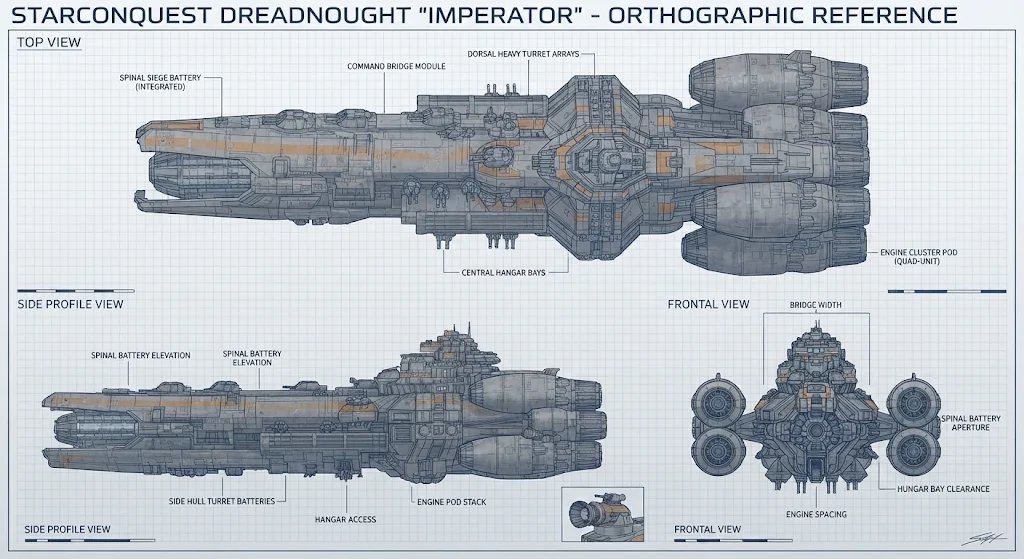 STARCONQUEST DREADNOUGHT "IMPERATOR" - ORTHOGRAPHIC REFERENCE
TOP VIEW
DORSAL HEAVY TURRET ARRAYS
COMMAND BRIDGE MODULE
SPINAL SIEGE BATTERY
(INTEGRATED)
ENGINE CLUSTER POD
(QUAD-UNIT)
CENTRAL HANGAR BAYS
SIDE PROFILE VIEW
SPINAL BATTERY ELEVATION
SPINAL BATTERY
ELEVATION
SIDE HULL TURRET BATTERIES
HANGAR ACCESS
ENGINE POD STACK
SIDE PROFILE VIEW
FRONTAL VIEW
BRIDGE WIDTH
SPINAL BATTERY
APERTURE
HUNGAR BAY CLEARANCE
ENGINE SPACING
FRONTAL VIEW